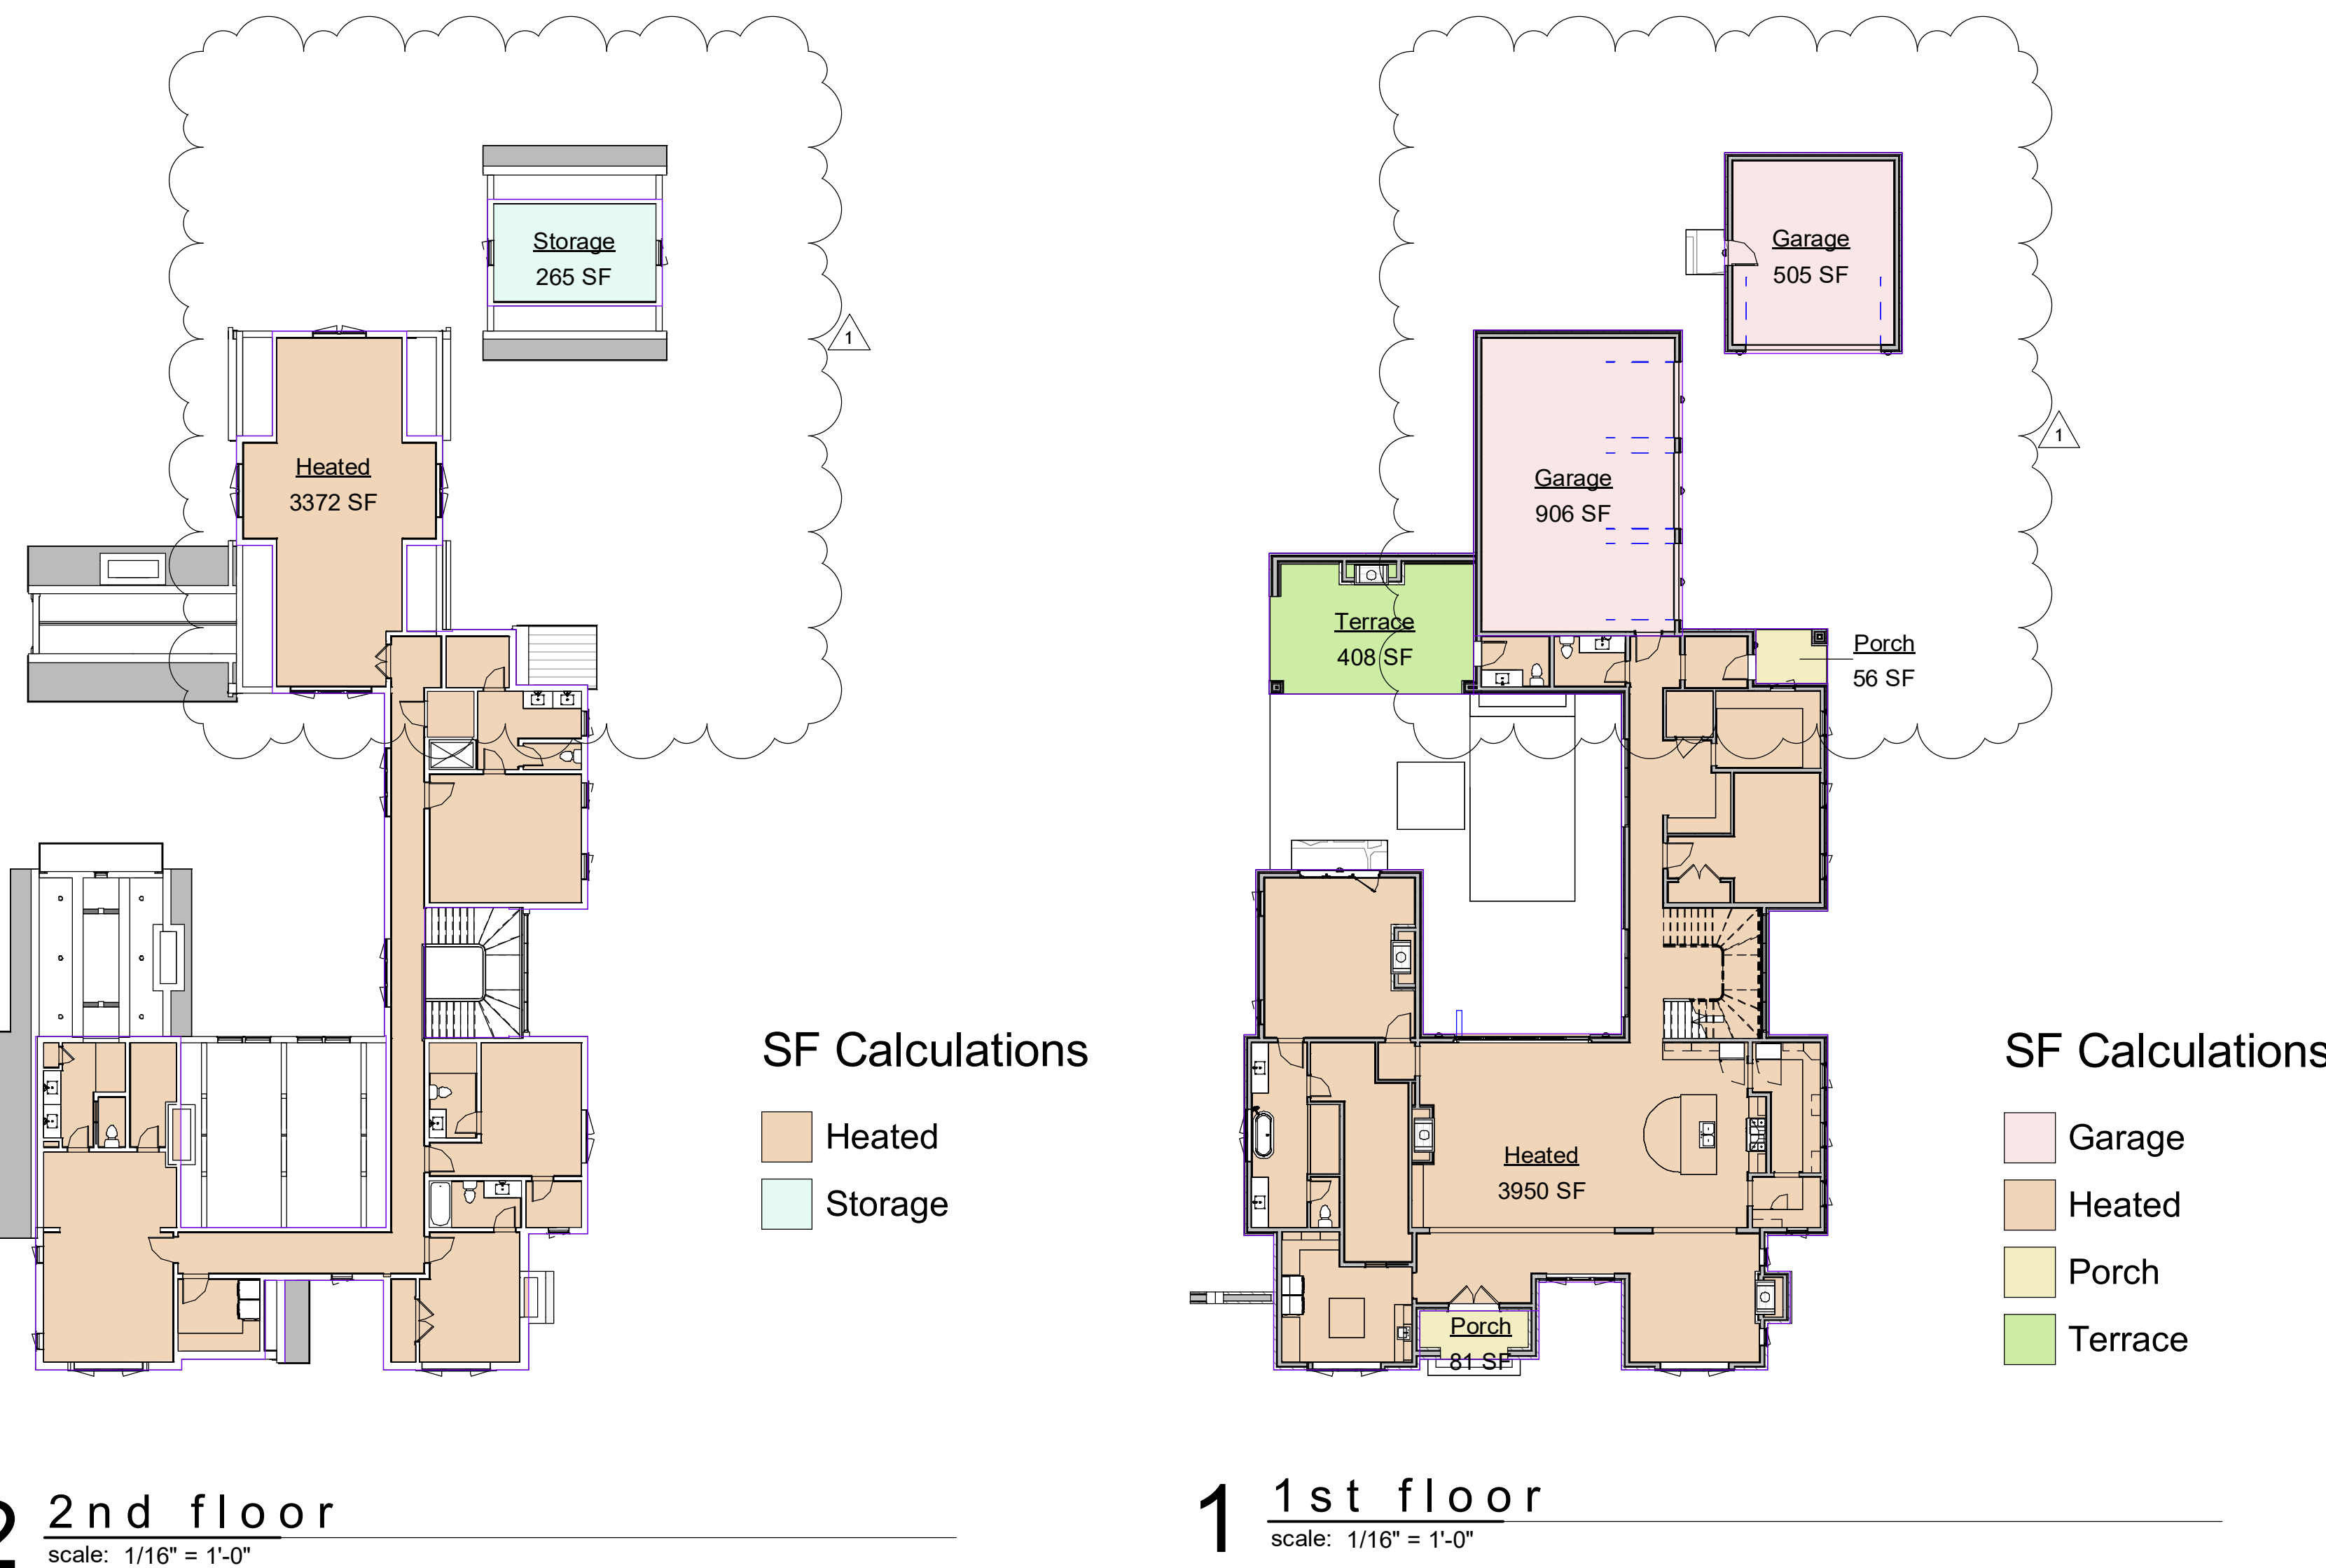 Storage
265 SF
1
Heated
3372 SF
SF Calculations
Heated
Storage
2
2nd floor
scale: 1/16" = 1'-0"
Garage
505 SF
1
Garage
906 SF
Terrace
408 SF
Porch
56 SF
Heated
3950 SF
Porch
81 SF
SF Calculations
Garage
Heated
Porch
Terrace
1
1st floor
scale: 1/16" = 1'-0"